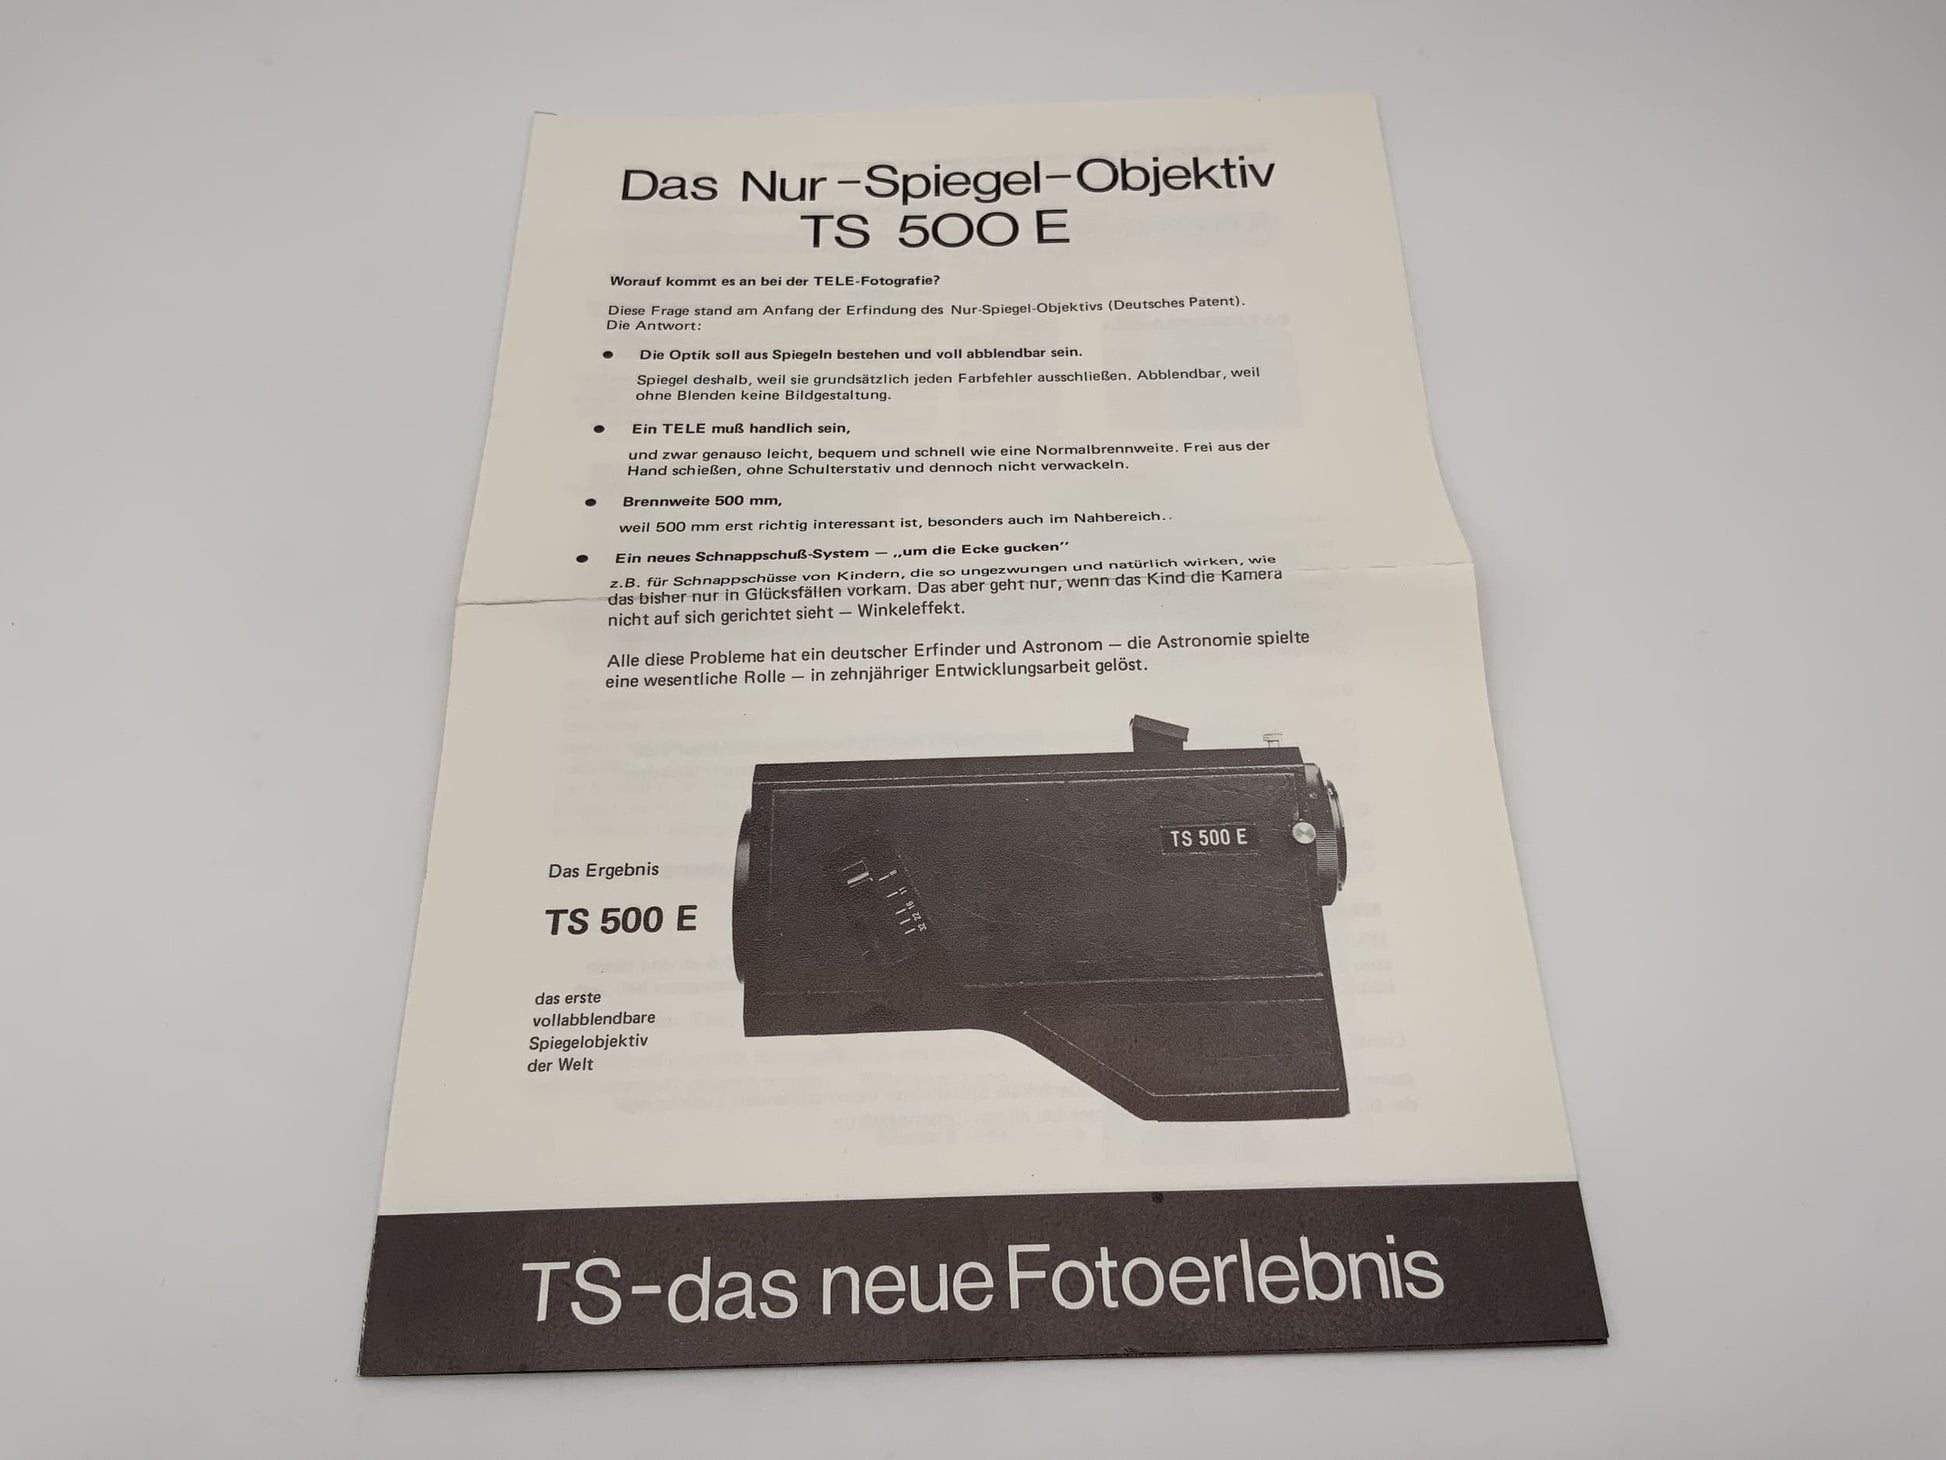 Das Nur-Spiegel-Objektiv
TS 500 E
Worauf kommt es an bei der TELE-Fotografie?
Diese Frage stand am Anfang der Erfindung des Nur-Spiegel-Objektivs (Deutsches Patent).
Die Antwort:
● Die Optik soll aus Spiegeln bestehen und voll abblendbar sein.
Spiegel deshalb, weil sie grundsätzlich jeden Farbfehler ausschließen. Abblendbar, weil
ohne Blenden keine Bildgestaltung.
● Ein TELE muß handlich sein,
und zwar genauso leicht, bequem und schnell wie eine Normalbrennweite. Frei aus der
Hand schießen, ohne Schulterstativ und dennoch nicht verwackeln.
● Brennweite 500 mm,
weil 500 mm erst richtig interessant ist, besonders auch im Nahbereich..
● Ein neues Schnappschuß-System — „um die Ecke gucken"
z.B. für Schnappschüsse von Kindern, die so ungezwungen und natürlich wirken, wie
das bisher nur in Glücksfällen vorkam. Das aber geht nur, wenn das Kind die Kamera
nicht auf sich gerichtet sieht — Winkeleffekt.
Alle diese Probleme hat ein deutscher Erfinder und Astronom — die Astronomie spielte
eine wesentliche Rolle — in zehnjähriger Entwicklungsarbeit gelöst.
TS 500 E
8
11
16
22
32
Das Ergebnis
TS 500 E
das erste
vollabblendbare
Spiegelobjektiv
der Welt
TS-das neue Fotoerlebnis